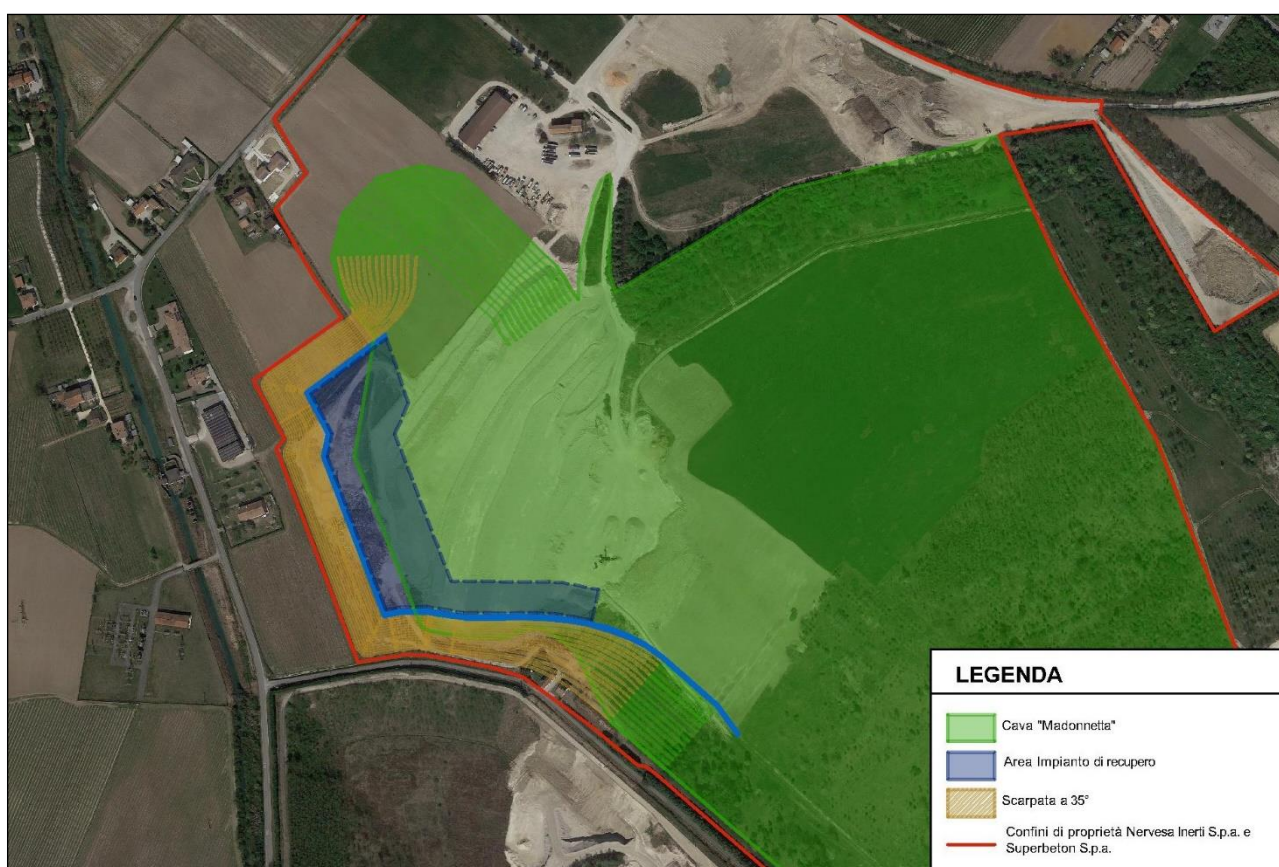 LEGENDA
Cava "Madonnetta"
Area Impianto di recupero
Scarpata a 35°
Confini di proprietà Nervesa Inerti S.p.a. e
Superbeton S.p.a.